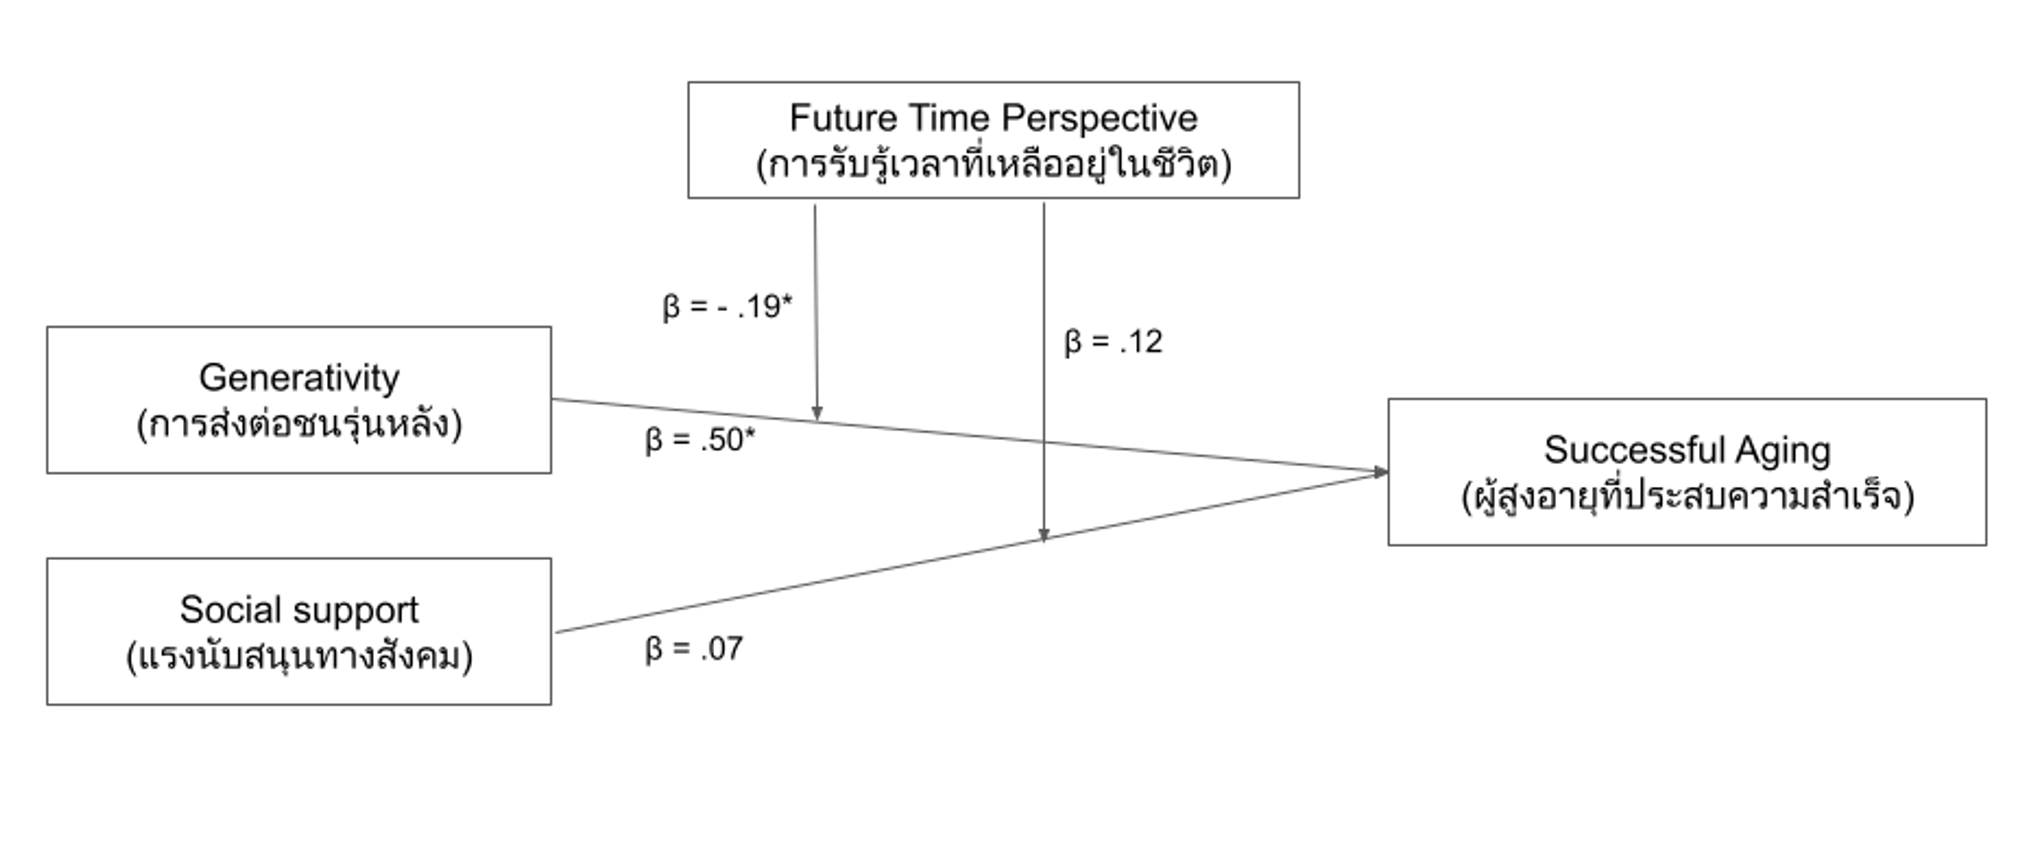 Future Time Perspective
(การรับรู้เวลาที่เหลืออยู่ในชีวิต)
β = - .19*
β = .12
Generativity
(การส่งต่อชนรุ่นหลัง)
β = .50*
Successful Aging
(ผู้สูงอายุที่ประสบความสำเร็จ)
Social support
(แรงนับสนุนทางสังคม)
β = .07